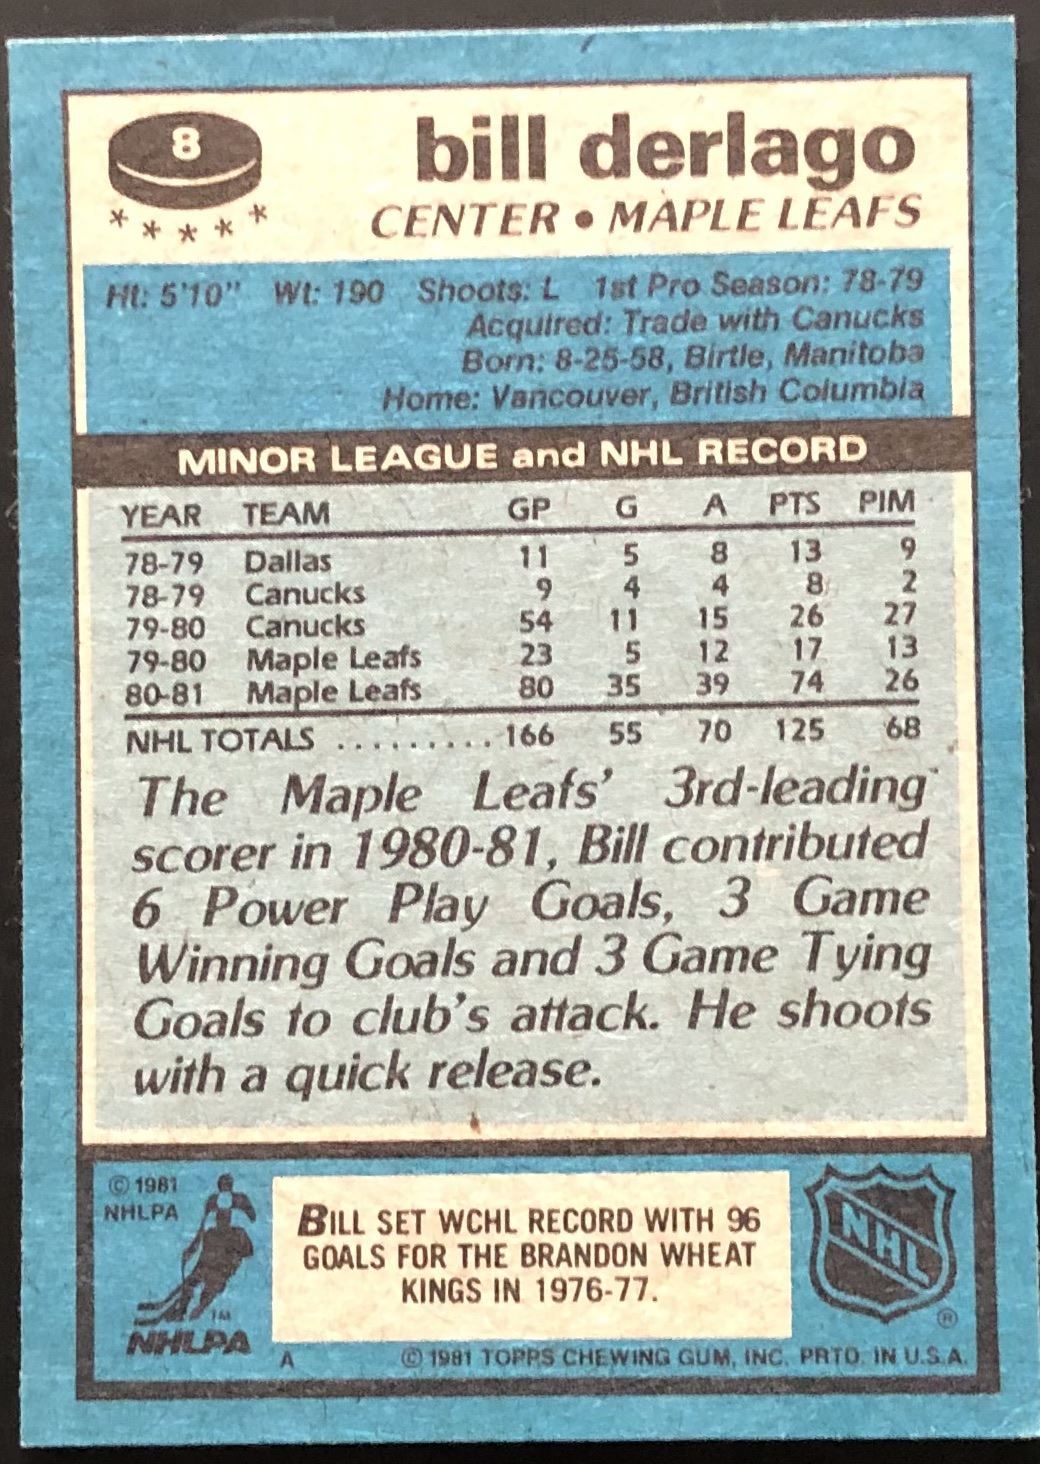 8
bill derlago
* * * * *
CENTER • MAPLE LEAFS
Ht: 5'10" Wt: 190 Shoots: L 1st Pro Season: 78-79
Acquired: Trade with Canucks
Born: 8-25-58, Birtle, Manitoba
Home: Vancouver, British Columbia
MINOR LEAGUE and NHL RECORD
YEAR TEAM GP G A PTS PIM
78-79 Dallas 11 5 8 13 9
78-79 Canucks 9 4 4 8 2
79-80 Canucks 54 11 15 26 27
79-80 Maple Leafs 23 5 12 17 13
80-81 Maple Leafs 80 35 39 74 26
NHL TOTALS .......... 166 55 70 125 68
The Maple Leafs' 3rd-leading
scorer in 1980-81, Bill contributed
6 Power Play Goals, 3 Game
Winning Goals and 3 Game Tying
Goals to club's attack. He shoots
with a quick release.
© 1981
NHLPA
TM
NHLPA
BILL SET WCHL RECORD WITH 96
GOALS FOR THE BRANDON WHEAT
KINGS IN 1976-77.
NHL
®
A © 1981 TOPPS CHEWING GUM, INC. PRTD. IN U.S.A.